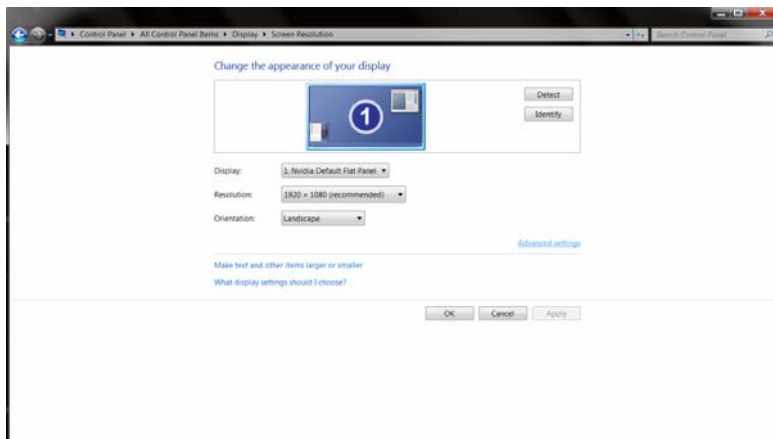 Control Panel ▸ All Control Panel Items ▸ Display ▸ Screen Resolution
Search Control Panel
Change the appearance of your display
1
Detect
Identify
Display: 1. Nvidia Default Flat Panel
Resolution: 1920 × 1080 (recommended)
Orientation: Landscape
Advanced settings
Make text and other items larger or smaller
What display settings should I choose?
OK Cancel Apply